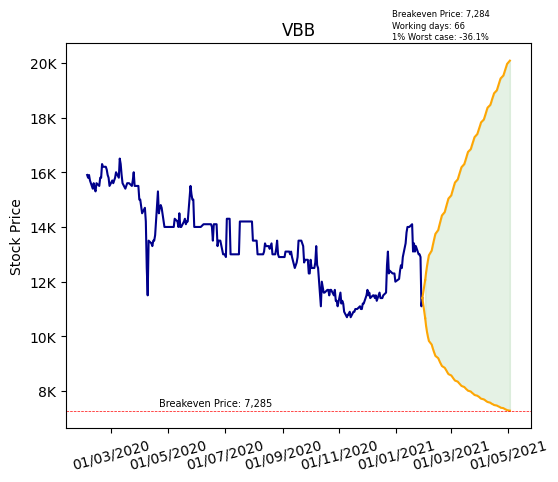 Breakeven Price: 7,284
Working days: 66
1% Worst case: -36.1%
VBB
Stock Price
20K
18K
16K
14K
12K
10K
8K
Breakeven Price: 7,285
01/03/2020 01/05/2020 01/07/2020 01/09/2020 01/11/2020 01/01/2021 01/03/2021 01/05/2021